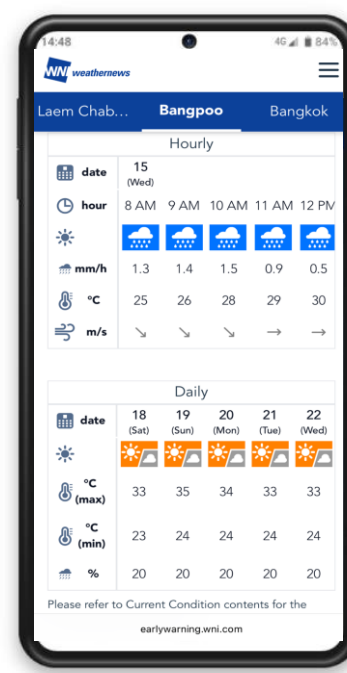 14:48 4G 84%
WNI weathernews
Laem Chab... Bangpoo Bangkok
Hourly
date 15
(Wed)
hour 8 AM 9 AM 10 AM 11 AM 12 PM
mm/h 1.3 1.4 1.5 0.9 0.5
°C 25 26 28 29 30
m/s ↘ ↘ ↘ → →
Daily
date 18 19 20 21 22
(Sat) (Sun) (Mon) (Tue) (Wed)
°C
(max) 33 35 34 33 33
°C
(min) 23 24 24 24 24
% 20 20 20 20 20
Please refer to Current Condition contents for the
earlywarning.wni.com